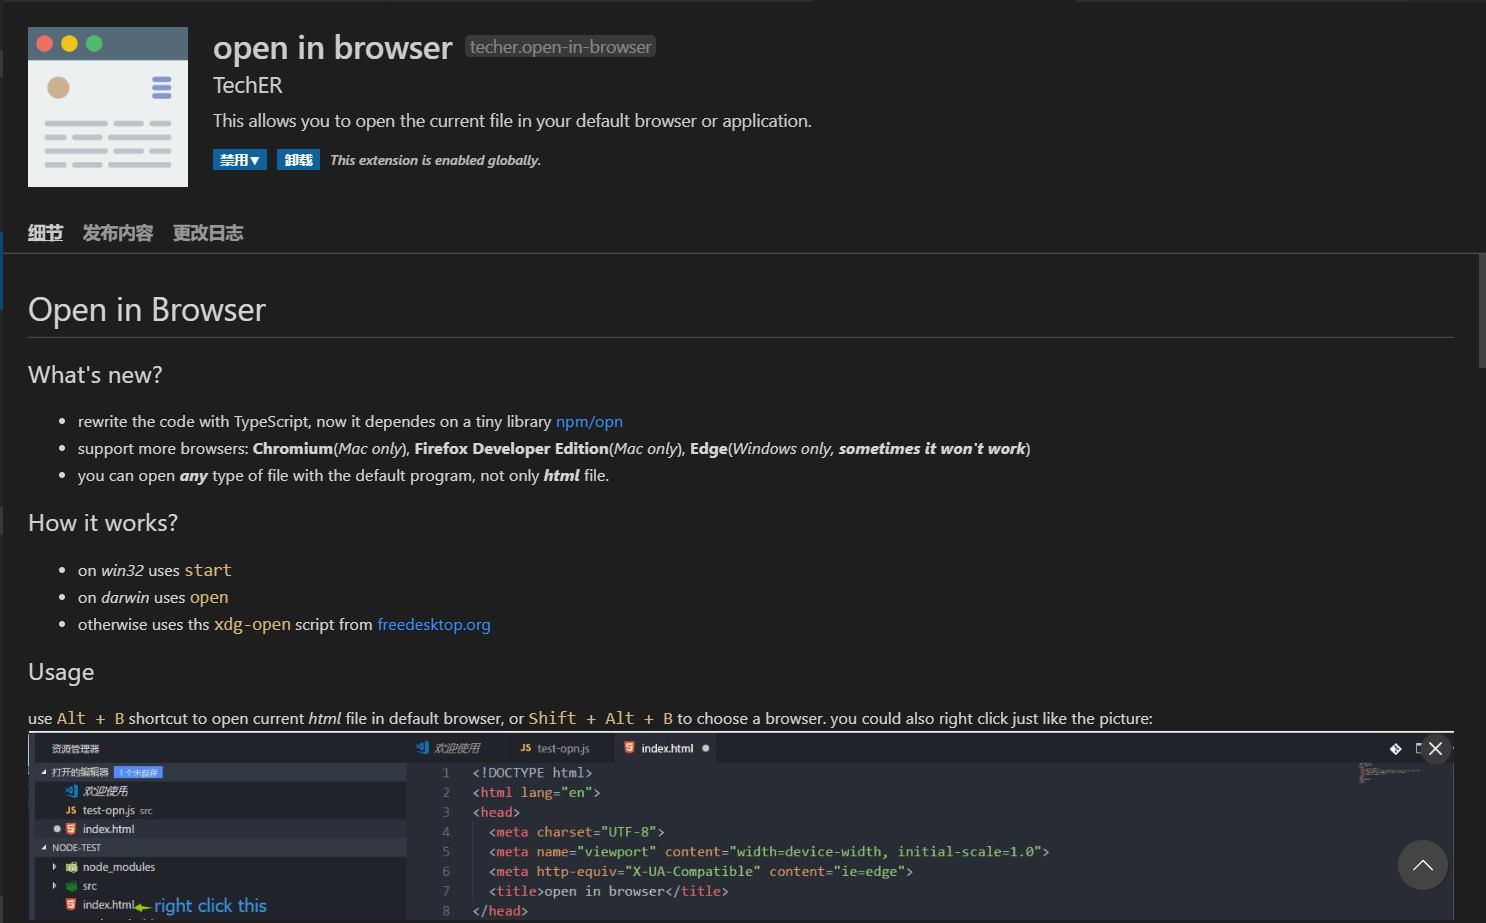 open in browser techer.open-in-browser
TechER
This allows you to open the current file in your default browser or application.
禁用▼ 卸载 This extension is enabled globally.
细节 发布内容 更改日志
Open in Browser
What's new?
• rewrite the code with TypeScript, now it dependes on a tiny library npm/opn
• support more browsers: Chromium(Mac only), Firefox Developer Edition(Mac only), Edge(Windows only, sometimes it won't work)
• you can open any type of file with the default program, not only html file.
How it works?
• on win32 uses start
• on darwin uses open
• otherwise uses ths xdg-open script from freedesktop.org
Usage
use Alt + B shortcut to open current html file in default browser, or Shift + Alt + B to choose a browser. you could also right click just like the picture:
资源管理器 欢迎使用 JS test-opn.js index.html
打开的编辑器 1 个未保存
欢迎使用
JS test-opn.js src
index.html
NODE-TEST
node_modules
src
index.html right click this
1 <!DOCTYPE html>
2 <html lang="en">
3 <head>
4 <meta charset="UTF-8">
5 <meta name="viewport" content="width=device-width, initial-scale=1.0">
6 <meta http-equiv="X-UA-Compatible" content="ie=edge">
7 <title>open in browser</title>
8 </head>